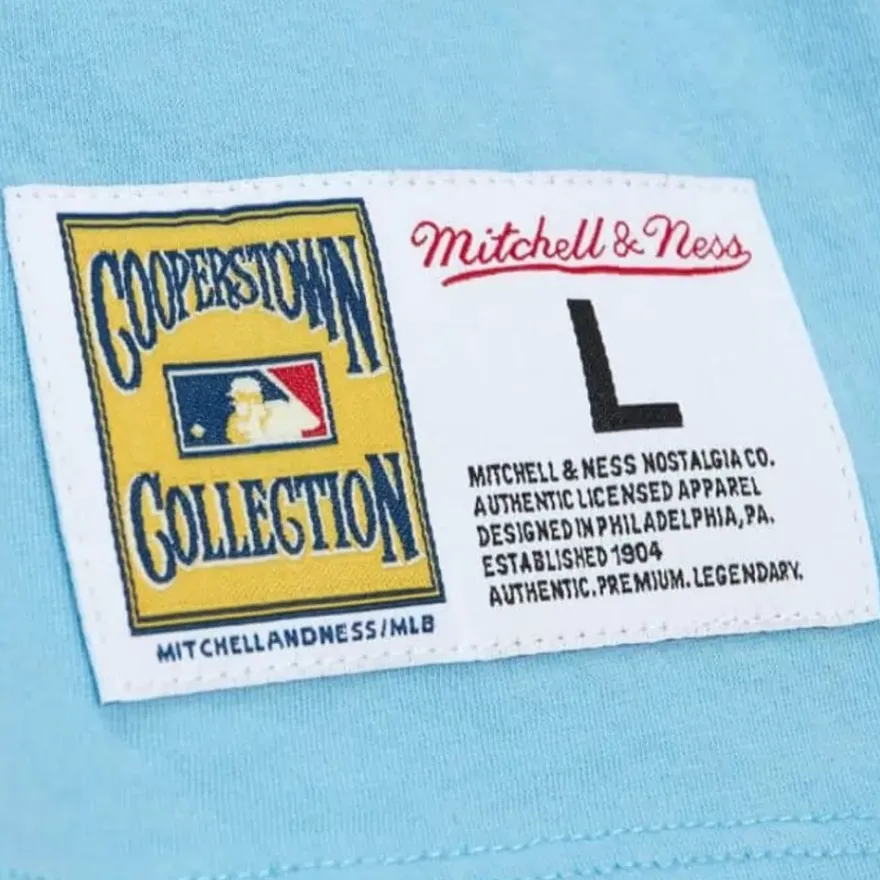 COOPERSTOWN
COLLECTION
MITCHELLANDNESS/MLB
Mitchell & Ness
L
MITCHELL & NESS NOSTALGIA CO.
AUTHENTIC LICENSED APPAREL
DESIGNED IN PHILADELPHIA, PA.
ESTABLISHED 1904
AUTHENTIC. PREMIUM. LEGENDARY.